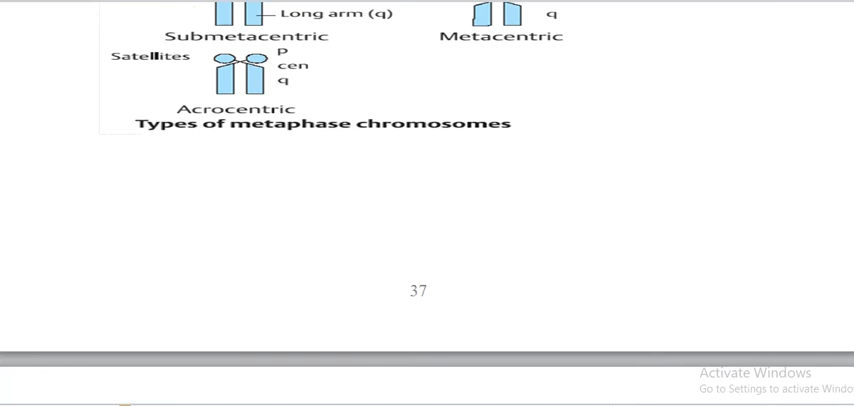 Long arm (q)
q
Submetacentric
Metacentric
Satellites
p
cen
q
Acrocentric
Types of metaphase chromosomes
37
Activate Windows
Go to Settings to activate Windo